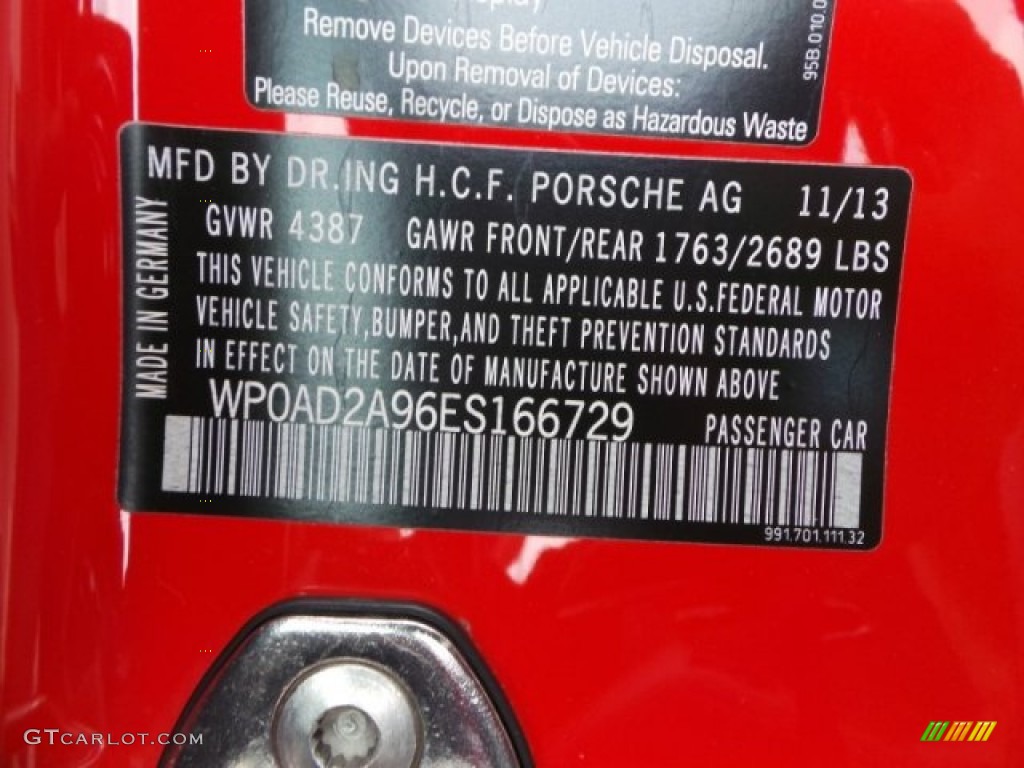 Remove Devices Before Vehicle Disposal.
Upon Removal of Devices:
Please Reuse, Recycle, or Dispose as Hazardous Waste
95B.010.0
MFD BY DR.ING H.C.F. PORSCHE AG 11/13
GVWR 4387 GAWR FRONT/REAR 1763/2689 LBS
THIS VEHICLE CONFORMS TO ALL APPLICABLE U.S.FEDERAL MOTOR
VEHICLE SAFETY,BUMPER,AND THEFT PREVENTION STANDARDS
IN EFFECT ON THE DATE OF MANUFACTURE SHOWN ABOVE
MADE IN GERMANY
WP0AD2A96ES166729 PASSENGER CAR
991.701.111.32
GTCARLOT.COM